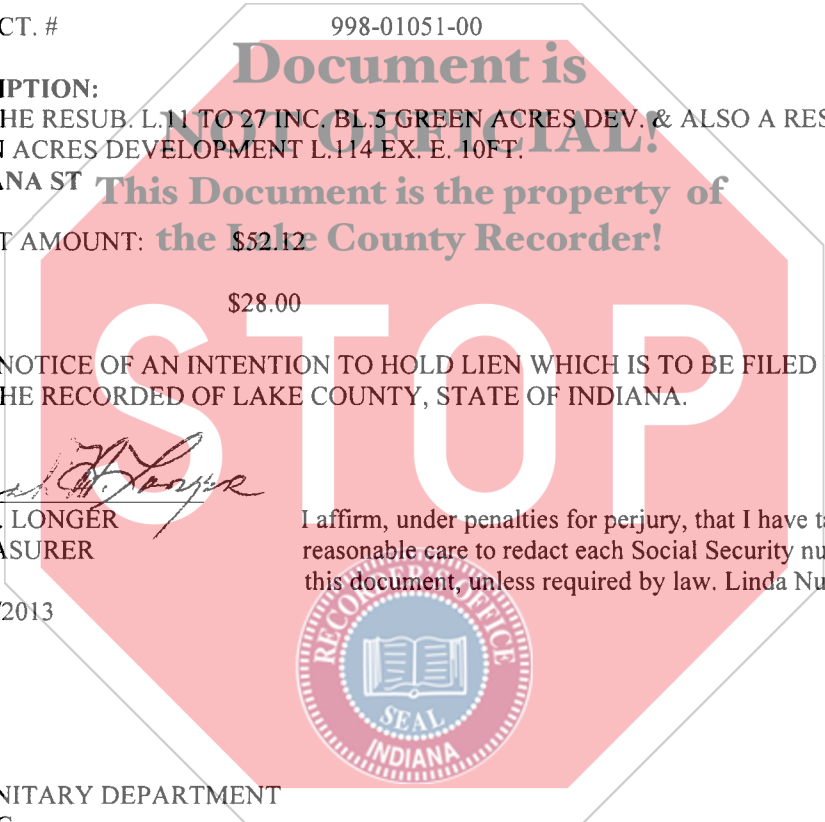 CT. # 998-01051-00
Document is
IPTION:
HE RESUB. L.11 TO 27 INC. BL.5 GREEN ACRES DEV. & ALSO A RES
NOT OFFICIAL!
N ACRES DEVELOPMENT L.114 EX. E. 10FT.
ANA ST
This Document is the property of
T AMOUNT: $52.12
the Lake County Recorder!
$28.00
STOP
NOTICE OF AN INTENTION TO HOLD LIEN WHICH IS TO BE FILED
HE RECORDED OF LAKE COUNTY, STATE OF INDIANA.
H. Longer
. LONGER
ASURER
I affirm, under penalties for perjury, that I have ta
reasonable care to redact each Social Security nu
this document, unless required by law. Linda Nu
/2013
RECORDER'S OFFICE
SEAL
INDIANA
NITARY DEPARTMENT